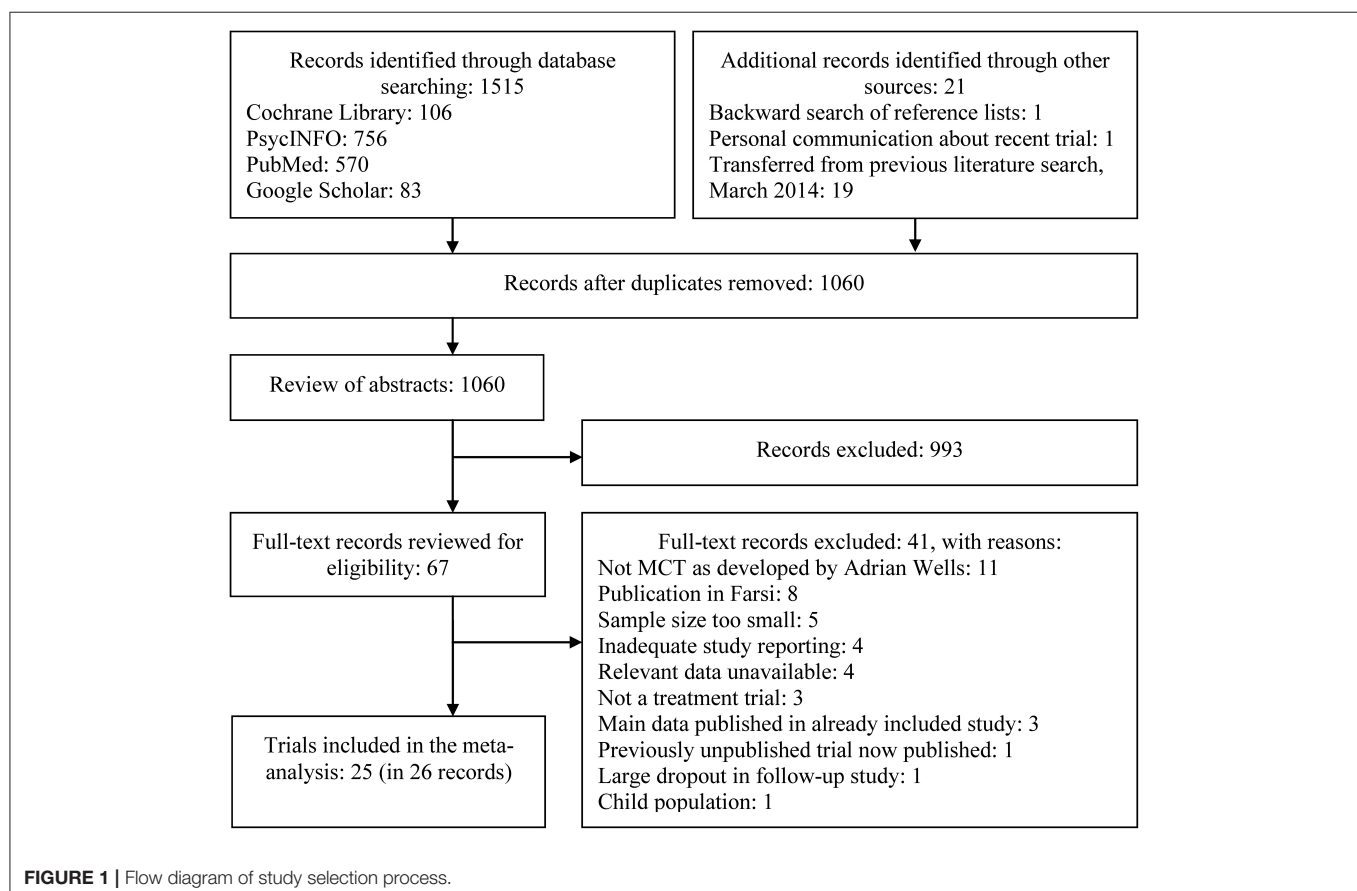 Records identified through database
searching: 1515
Cochrane Library: 106
PsycINFO: 756
PubMed: 570
Google Scholar: 83
Additional records identified through other
sources: 21
Backward search of reference lists: 1
Personal communication about recent trial: 1
Transferred from previous literature search,
March 2014: 19
Records after duplicates removed: 1060
Review of abstracts: 1060
Records excluded: 993
Full-text records reviewed for
eligibility: 67
Full-text records excluded: 41, with reasons:
Not MCT as developed by Adrian Wells: 11
Publication in Farsi: 8
Sample size too small: 5
Inadequate study reporting: 4
Relevant data unavailable: 4
Not a treatment trial: 3
Main data published in already included study: 3
Previously unpublished trial now published: 1
Large dropout in follow-up study: 1
Child population: 1
Trials included in the meta-
analysis: 25 (in 26 records)
FIGURE 1 | Flow diagram of study selection process.